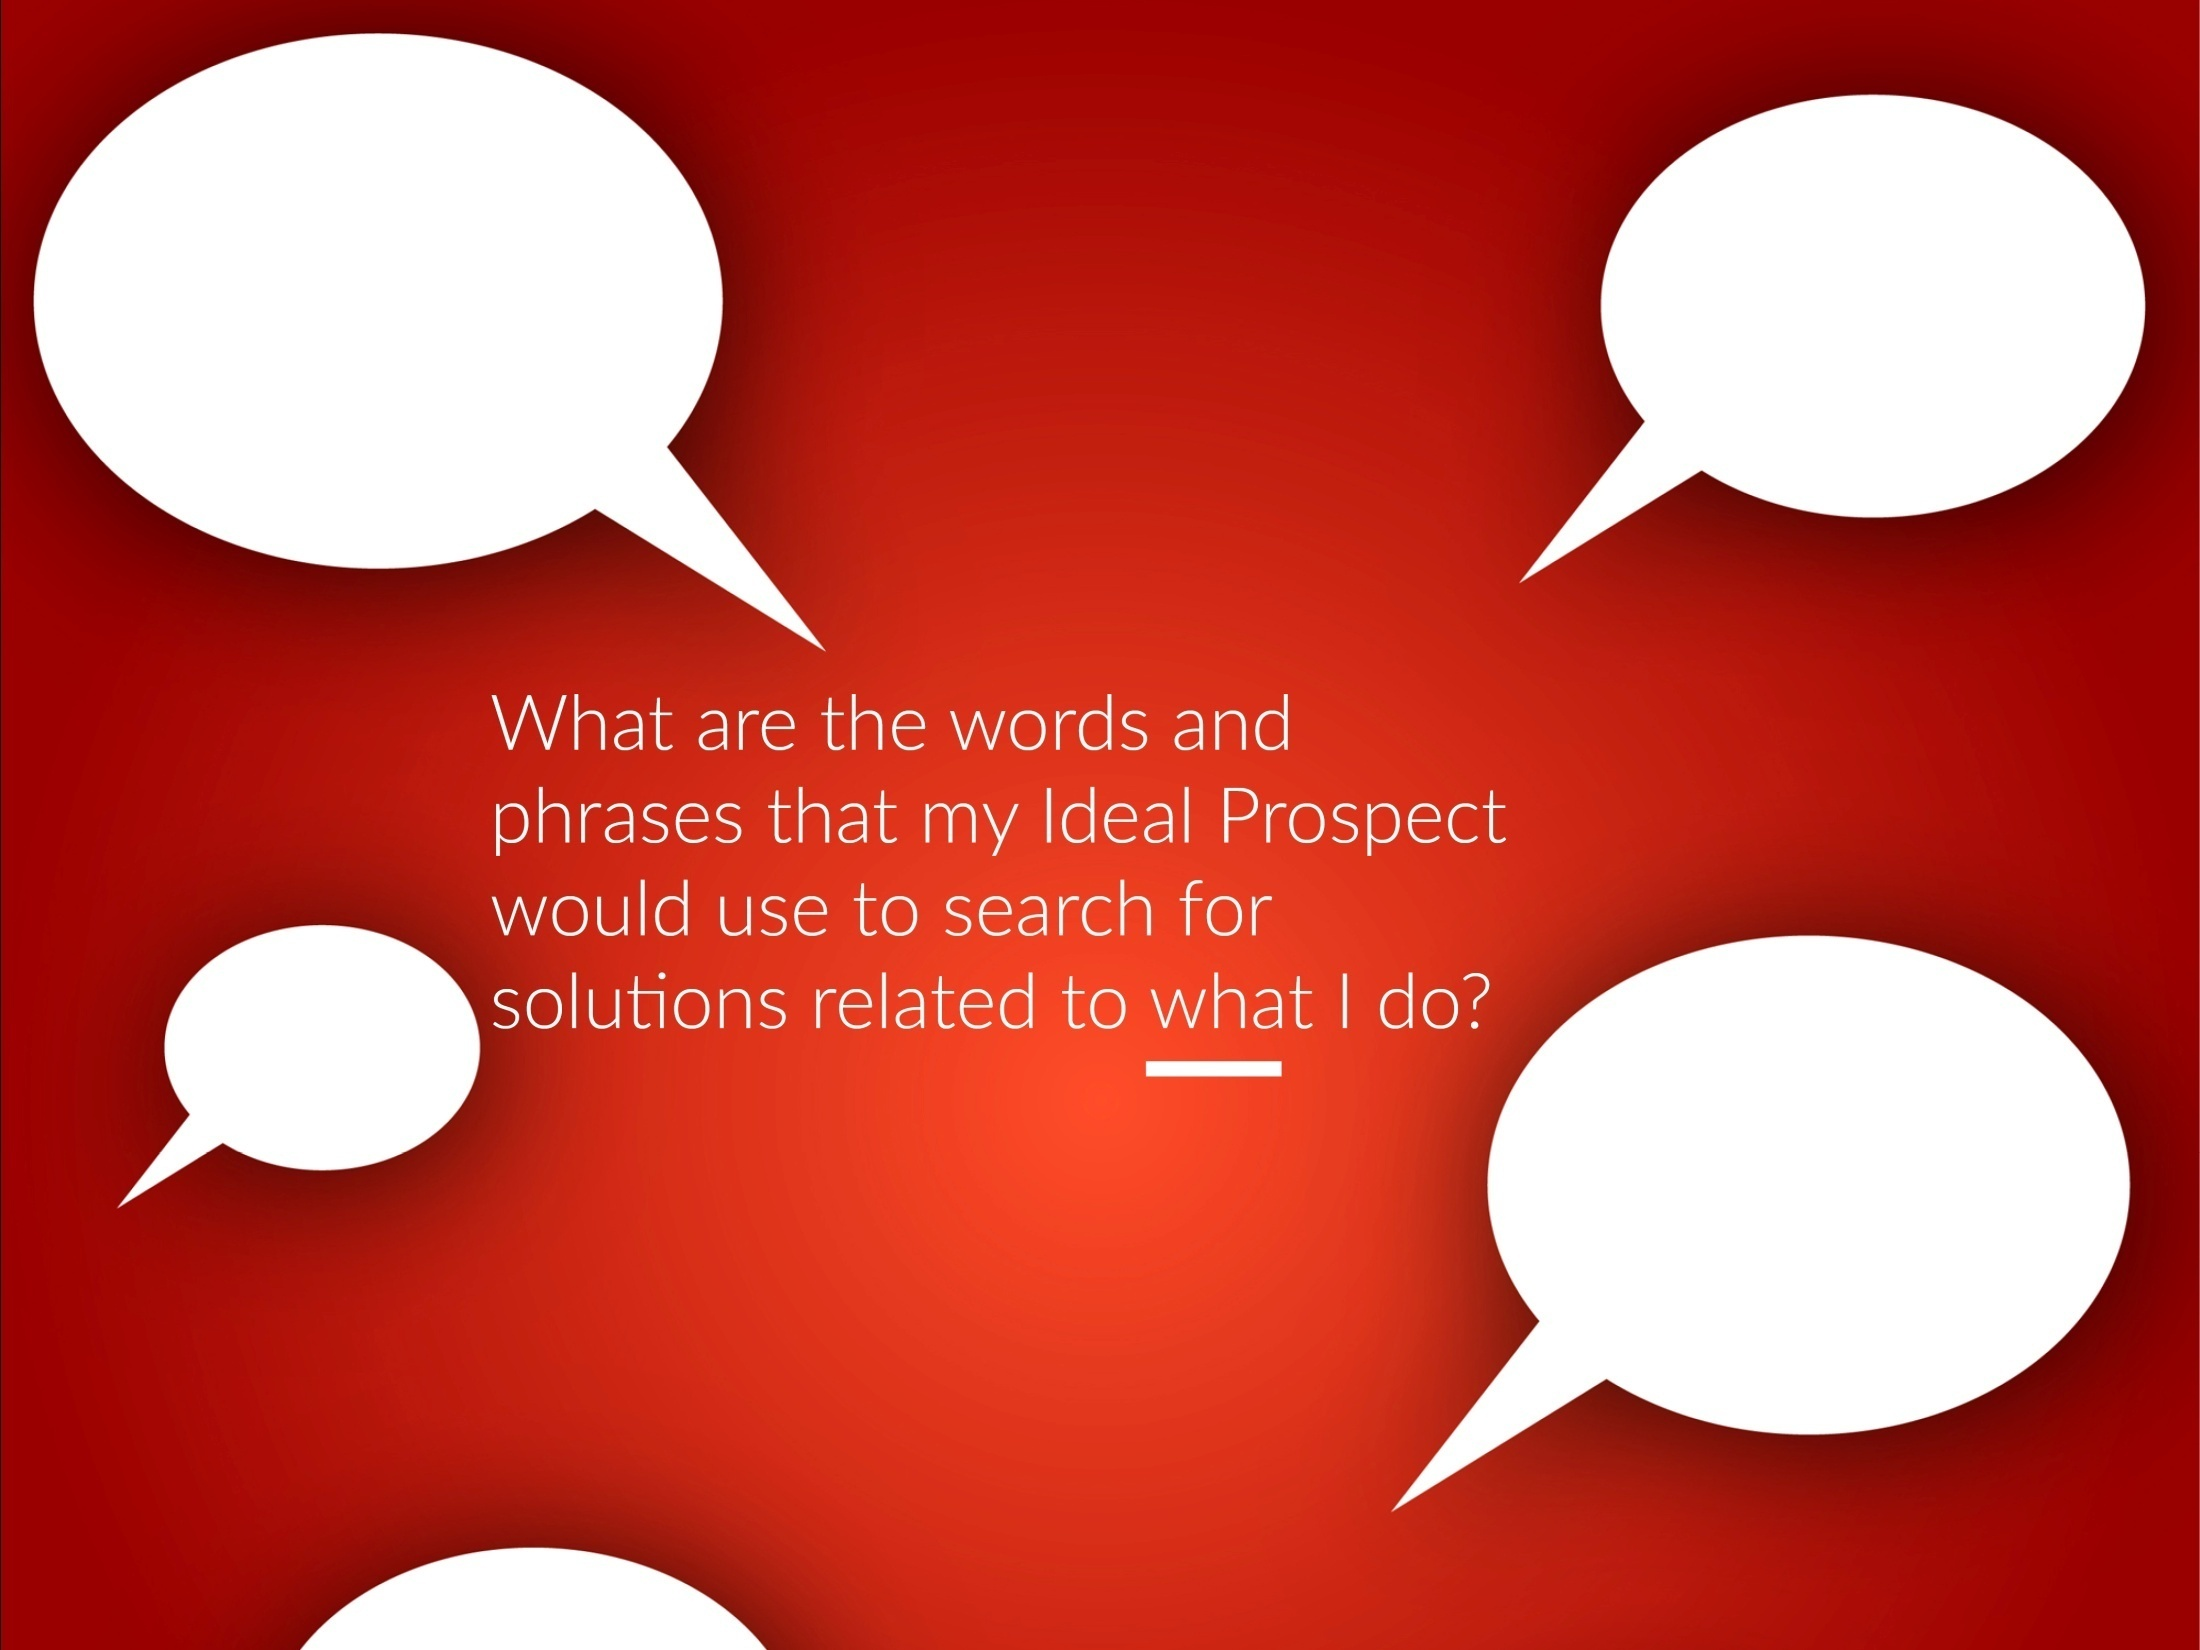 What are the words and
phrases that my Ideal Prospect
would use to search for
solutions related to what I do?